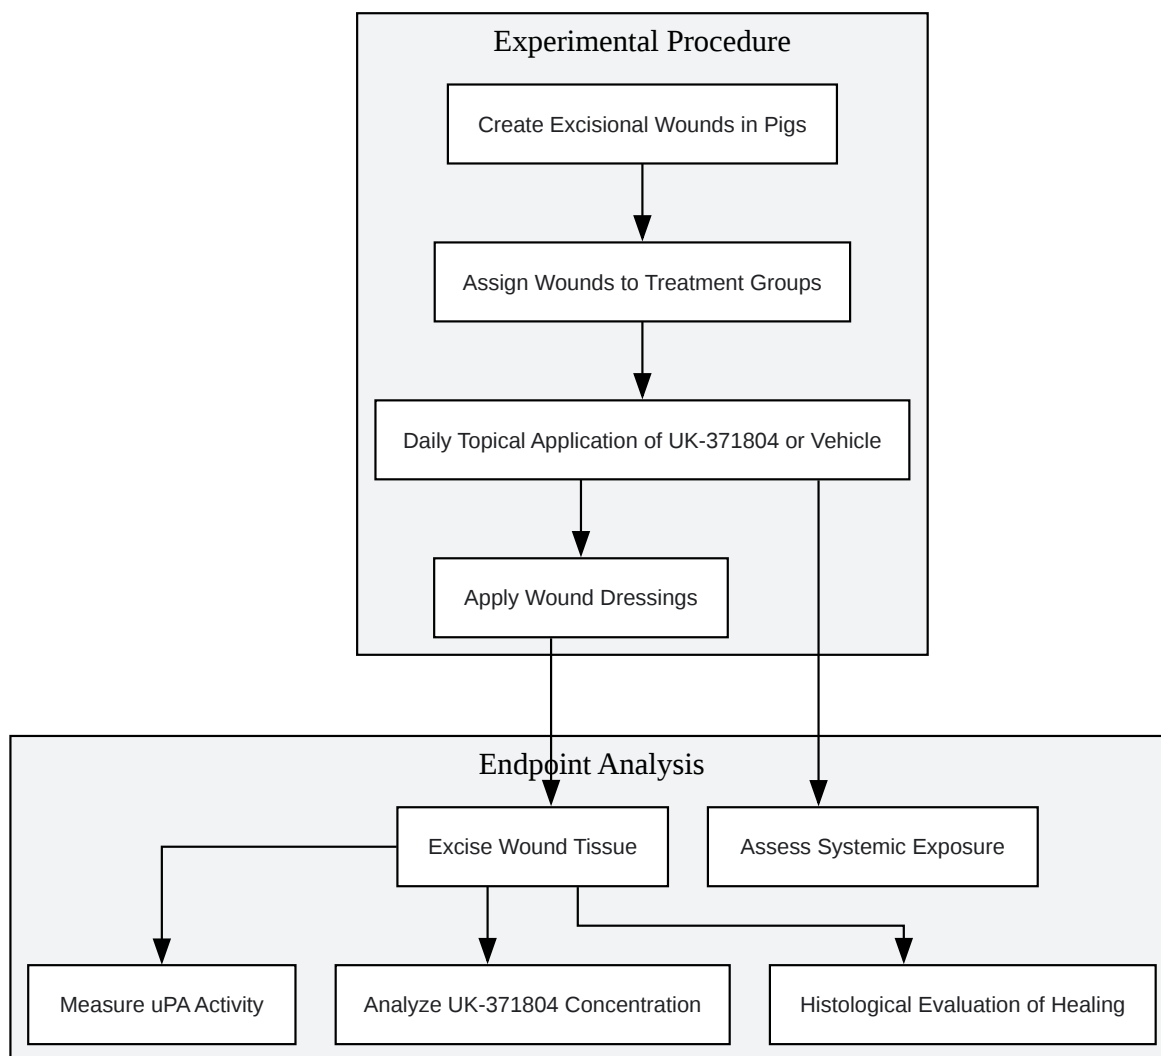 Experimental Procedure
Create Excisional Wounds in Pigs
Assign Wounds to Treatment Groups
Daily Topical Application of UK-371804 or Vehicle
Apply Wound Dressings
Endpoint Analysis
Excise Wound Tissue
Assess Systemic Exposure
Measure uPA Activity
Analyze UK-371804 Concentration
Histological Evaluation of Healing